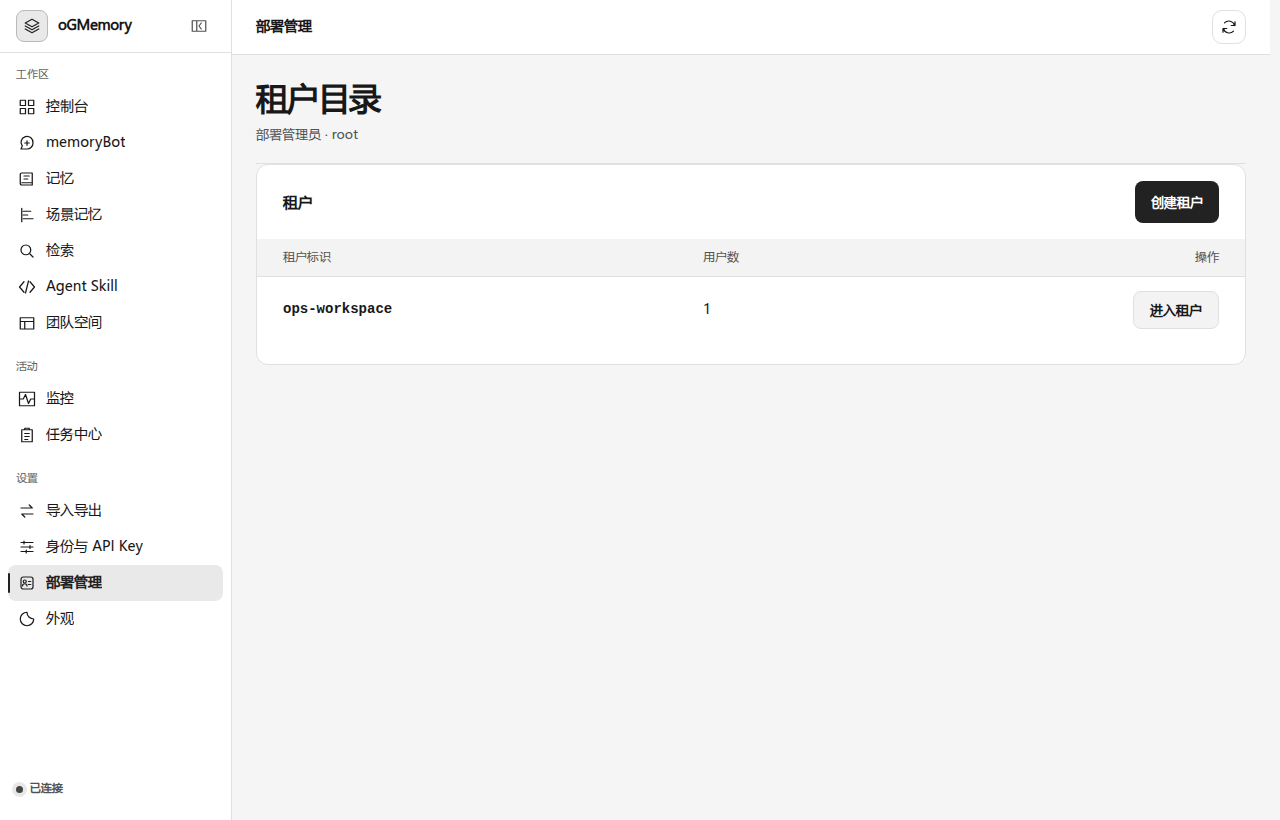 oGMemory
工作区
控制台
memoryBot
记忆
场景记忆
检索
Agent Skill
团队空间
活动
监控
任务中心
设置
导入导出
身份与 API Key
部署管理
外观
已连接
部署管理
租户目录
部署管理员 · root
租户
创建租户
租户标识 用户数 操作
ops-workspace 1 进入租户